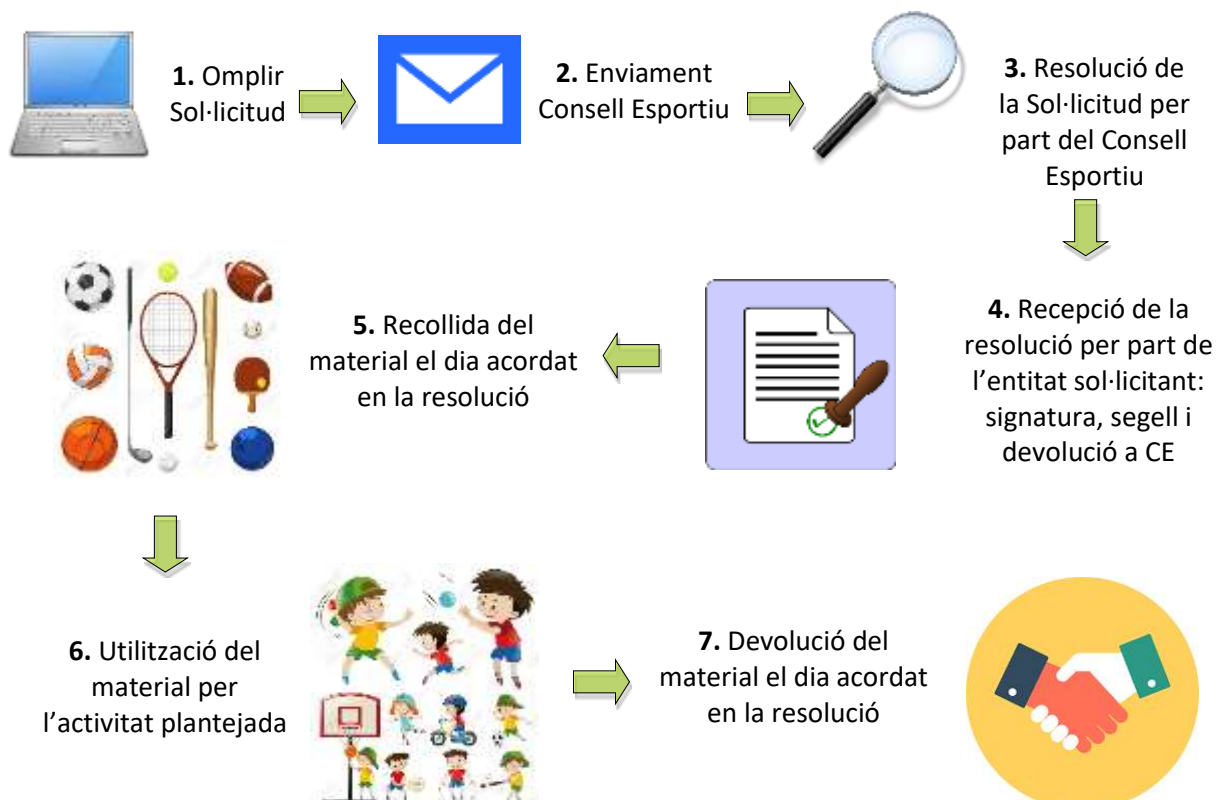 1. Omplir
Sol·licitud
2. Enviament
Consell Esportiu
3. Resolució de
la Sol·licitud per
part del Consell
Esportiu
4. Recepció de la
resolució per part de
l’entitat sol·licitant:
signatura, segell i
devolució a CE
5. Recollida del
material el dia acordat
en la resolució
6. Utilització del
material per
l’activitat plantejada
7. Devolució del
material el dia acordat
en la resolució